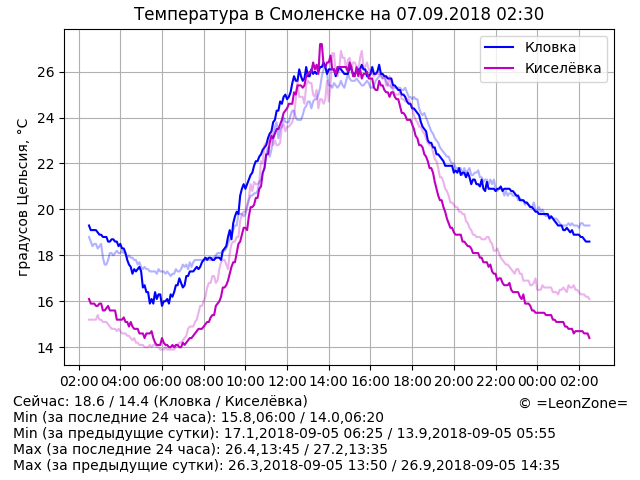 Температура в Смоленске на 07.09.2018 02:30
Кловка
Киселёвка
градусов Цельсия, °C
26
24
22
20
18
16
14
02:00 04:00 06:00 08:00 10:00 12:00 14:00 16:00 18:00 20:00 22:00 00:00 02:00
Сейчас: 18.6 / 14.4 (Кловка / Киселёвка)
© =LeonZone=
Min (за последние 24 часа): 15.8,06:00 / 14.0,06:20
Min (за предыдущие сутки): 17.1,2018-09-05 06:25 / 13.9,2018-09-05 05:55
Max (за последние 24 часа): 26.4,13:45 / 27.2,13:35
Max (за предыдущие сутки): 26.3,2018-09-05 13:50 / 26.9,2018-09-05 14:35